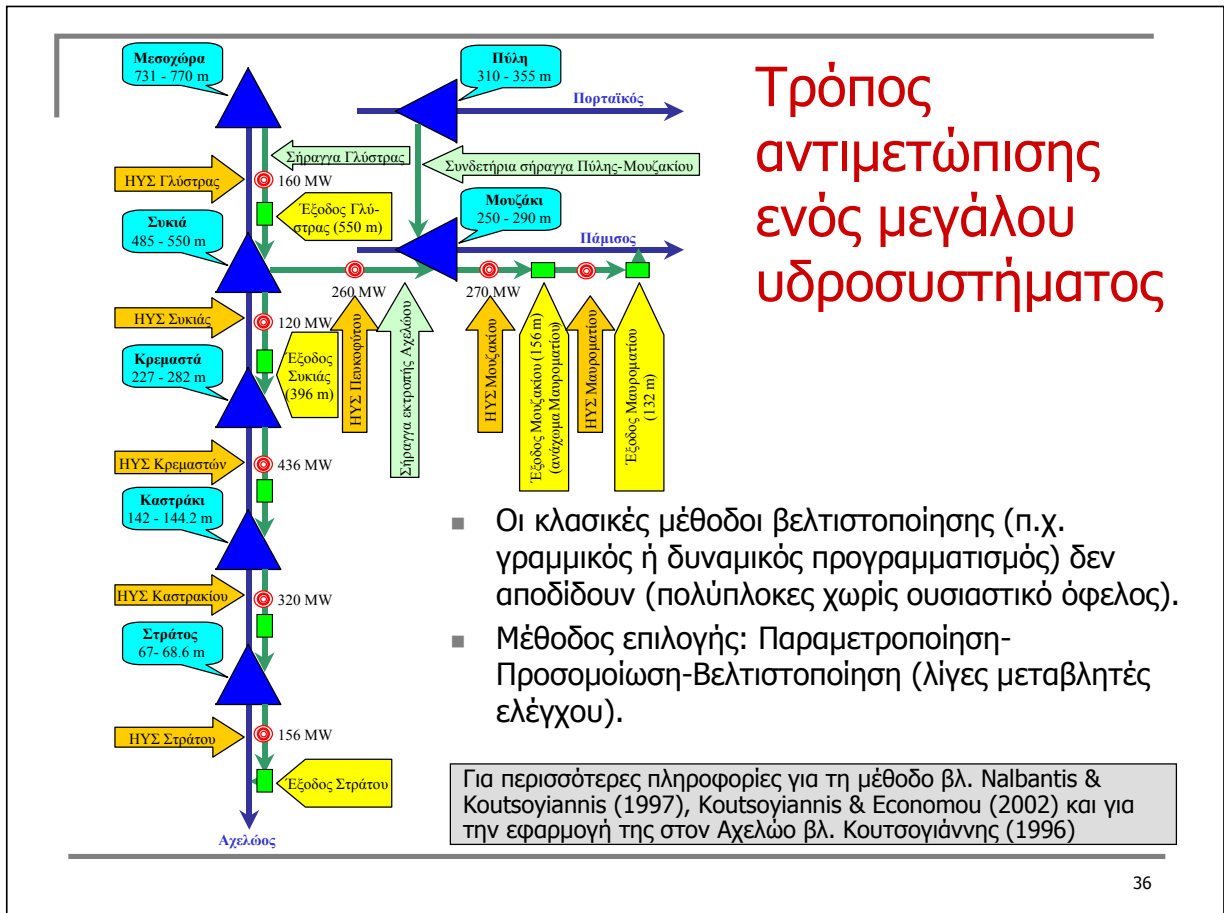 Τρόπος
αντιμετώπισης
ενός μεγάλου
υδροσυστήματος
Μεσοχώρα
731 - 770 m
Πύλη
310 - 355 m
Πορταϊκός
Σήραγγα Γλύστρας
Συνδετήρια σήραγγα Πύλης-Μουζακίου
ΗΥΣ Γλύστρας
160 MW
Έξοδος Γλύ-
στρας (550 m)
Μουζάκι
250 - 290 m
Συκιά
485 - 550 m
Πάμισος
260 MW
270 MW
ΗΥΣ Συκιάς
120 MW
Έξοδος
Συκιάς
(396 m)
ΗΥΣ Πευκοφύτου
Σήραγγα εκτροπής Αχελώου
ΗΥΣ Μουζακίου
Έξοδος Μουζακίου (156 m)
(ανάχωμα Μαυροματίου)
ΗΥΣ Μαυροματίου
Έξοδος Μαυροματίου
(132 m)
Κρεμαστά
227 - 282 m
ΗΥΣ Κρεμαστών
436 MW
Καστράκι
142 - 144.2 m
ΗΥΣ Καστρακίου
320 MW
Στράτος
67- 68.6 m
ΗΥΣ Στράτου
156 MW
Έξοδος Στράτου
Αχελώος
Οι κλασικές μέθοδοι βελτιστοποίησης (π.χ.
γραμμικός ή δυναμικός προγραμματισμός) δεν
αποδίδουν (πολύπλοκες χωρίς ουσιαστικό όφελος).
Μέθοδος επιλογής: Παραμετροποίηση-
Προσομοίωση-Βελτιστοποίηση (λίγες μεταβλητές
ελέγχου).
Για περισσότερες πληροφορίες για τη μέθοδο βλ. Nalbantis &
Koutsoyiannis (1997), Koutsoyiannis & Economou (2002) και για
την εφαρμογή της στον Αχελώο βλ. Κουτσογιάννης (1996)
36